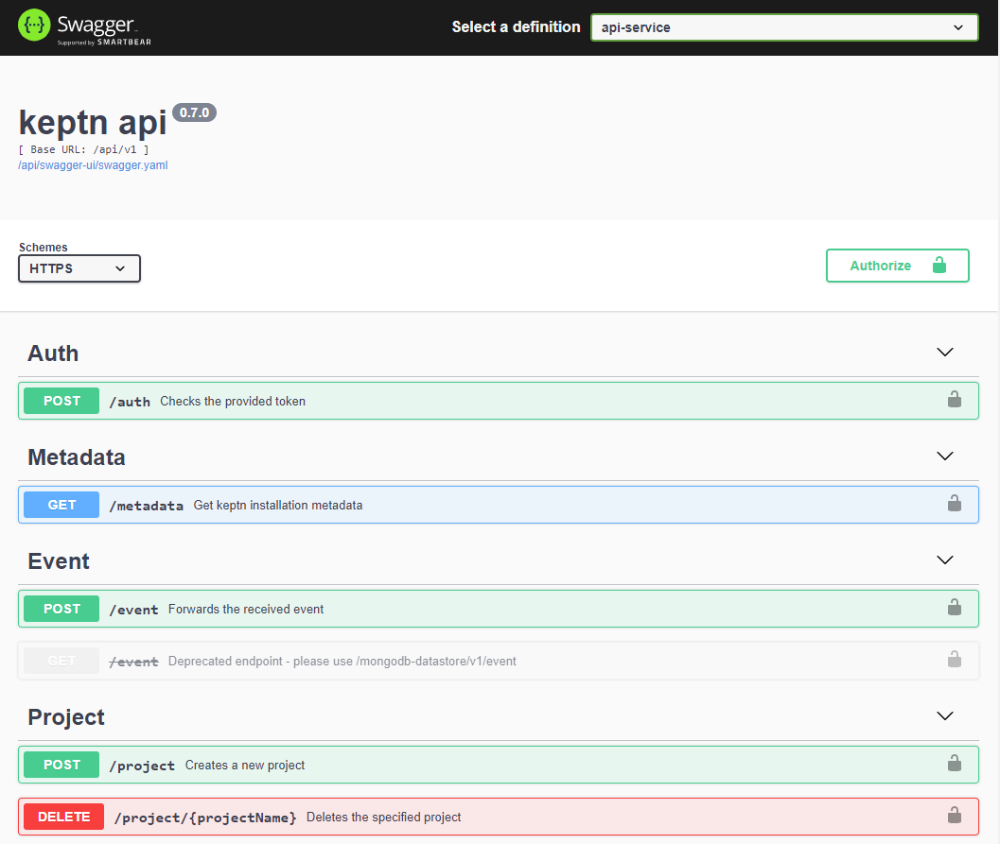 Swagger
Supported by SMARTBEAR
Select a definition
api-service
keptn api 0.7.0
[ Base URL: /api/v1 ]
/api/swagger-ui/swagger.yaml
Schemes
HTTPS
Authorize
Auth
POST /auth Checks the provided token
Metadata
GET /metadata Get keptn installation metadata
Event
POST /event Forwards the received event
GET /event Deprecated endpoint - please use /mongodb-datastore/v1/event
Project
POST /project Creates a new project
DELETE /project/{projectName} Deletes the specified project